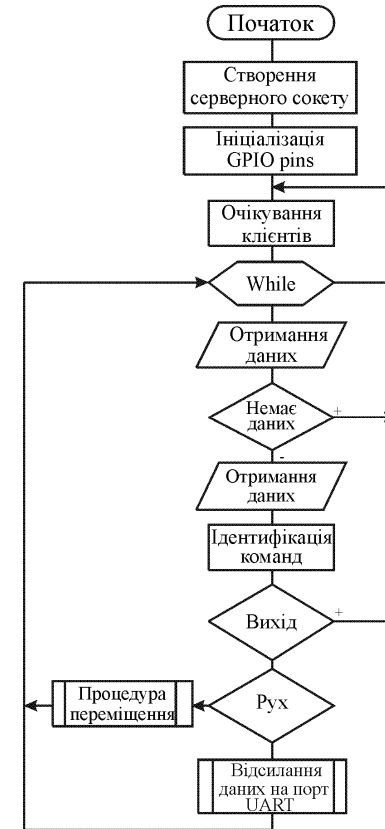 Початок
Створення
серверного сокету
Ініціалізація
GPIO pins
Очікування
клієнтів
While
Отримання
даних
Немає
даних
+
-
Отримання
даних
Ідентифікація
команд
Вихід
+
Рух
Процедура
переміщення
Відсилання
даних на порт
UART